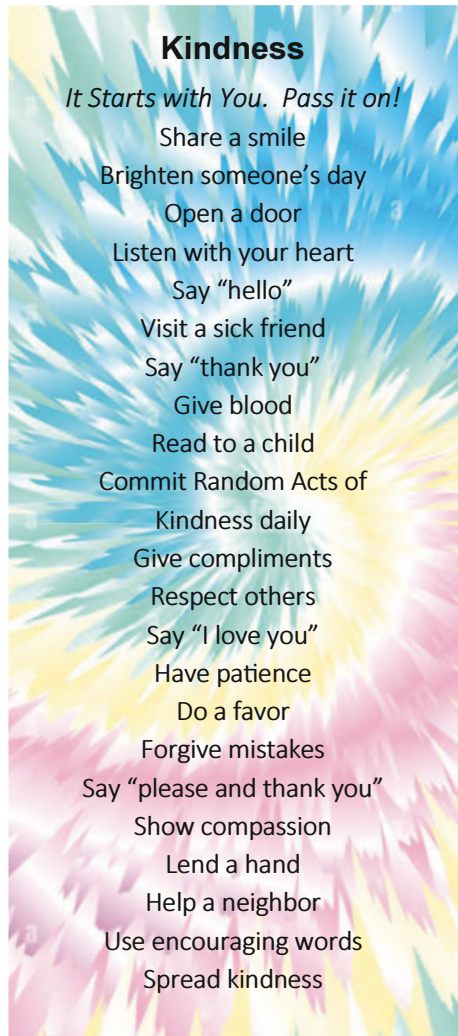 Kindness
It Starts with You.  Pass it on!
Share a smile
Brighten someone’s day
Open a door
Listen with your heart
Say “hello”
Visit a sick friend
Say “thank you”
Give blood
Read to a child
Commit Random Acts of
Kindness daily
Give compliments
Respect others
Say “I love you”
Have patience
Do a favor
Forgive mistakes
Say “please and thank you”
Show compassion
Lend a hand
Help a neighbor
Use encouraging words
Spread kindness